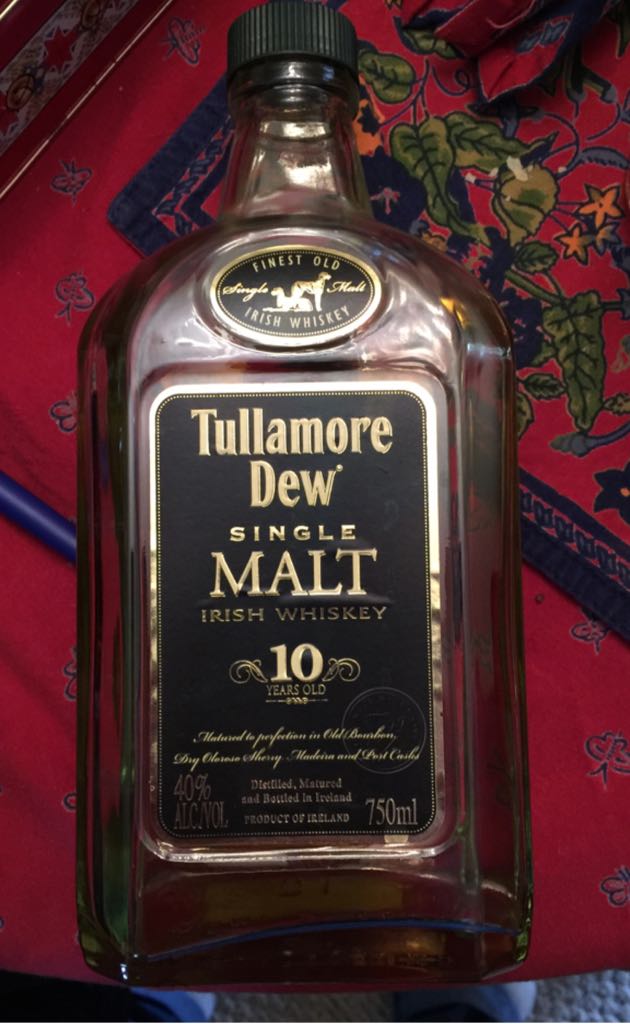 FINEST OLD
Single Malt
IRISH WHISKEY
Tullamore
Dew
SINGLE
MALT
IRISH WHISKEY
10
YEARS OLD
Matured to perfection in Old Bourbon,
Dry Oloroso Sherry, Madeira and Port Casks
40%
ALC/VOL
Distilled, Matured
and Bottled in Ireland
PRODUCT OF IRELAND
750ml